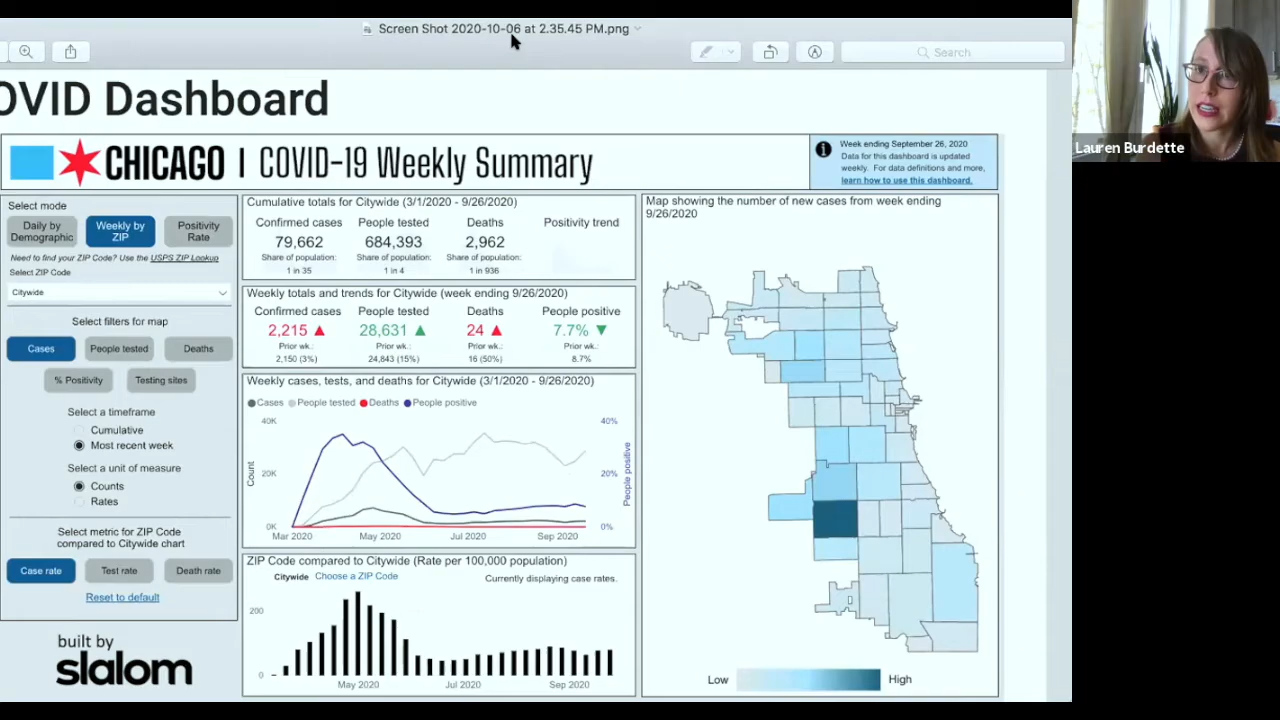 Screen Shot 2020-10-06 at 2.35.45 PM.png
Search
Lauren Burdette
OVID Dashboard
CHICAGO | COVID-19 Weekly Summary
Week ending September 26, 2020
Data for this dashboard is updated
weekly. For data definitions and more,
learn how to use this dashboard.
Select mode
Daily by
Demographic
Weekly by
ZIP
Positivity
Rate
Need to find your ZIP Code? Use the USPS ZIP Lookup
Select ZIP Code
Citywide
Select filters for map
Cases
People tested
Deaths
% Positivity
Testing sites
Select a timeframe
Cumulative
Most recent week
Select a unit of measure
Counts
Rates
Select metric for ZIP Code
compared to Citywide chart
Case rate
Test rate
Death rate
Reset to default
built by
slalom
Cumulative totals for Citywide (3/1/2020 - 9/26/2020)
Confirmed cases People tested Deaths Positivity trend
79,662 684,393 2,962
Share of population: Share of population: Share of population:
1 in 35 1 in 4 1 in 936
Weekly totals and trends for Citywide (week ending 9/26/2020)
Confirmed cases People tested Deaths People positive
2,215 ▲ 28,631 ▲ 24 ▲ 7.7% ▼
Prior wk.: Prior wk.: Prior wk.: Prior wk.:
2,150 (3%) 24,843 (15%) 16 (50%) 8.7%
Weekly cases, tests, and deaths for Citywide (3/1/2020 - 9/26/2020)
Cases People tested Deaths People positive
40K 40%
20K 20%
0K 0%
Count
People positive
Mar 2020 May 2020 Jul 2020 Sep 2020
ZIP Code compared to Citywide (Rate per 100,000 population)
Citywide Choose a ZIP Code Currently displaying case rates.
200
0
May 2020 Jul 2020 Sep 2020
Map showing the number of new cases from week ending
9/26/2020
Low High